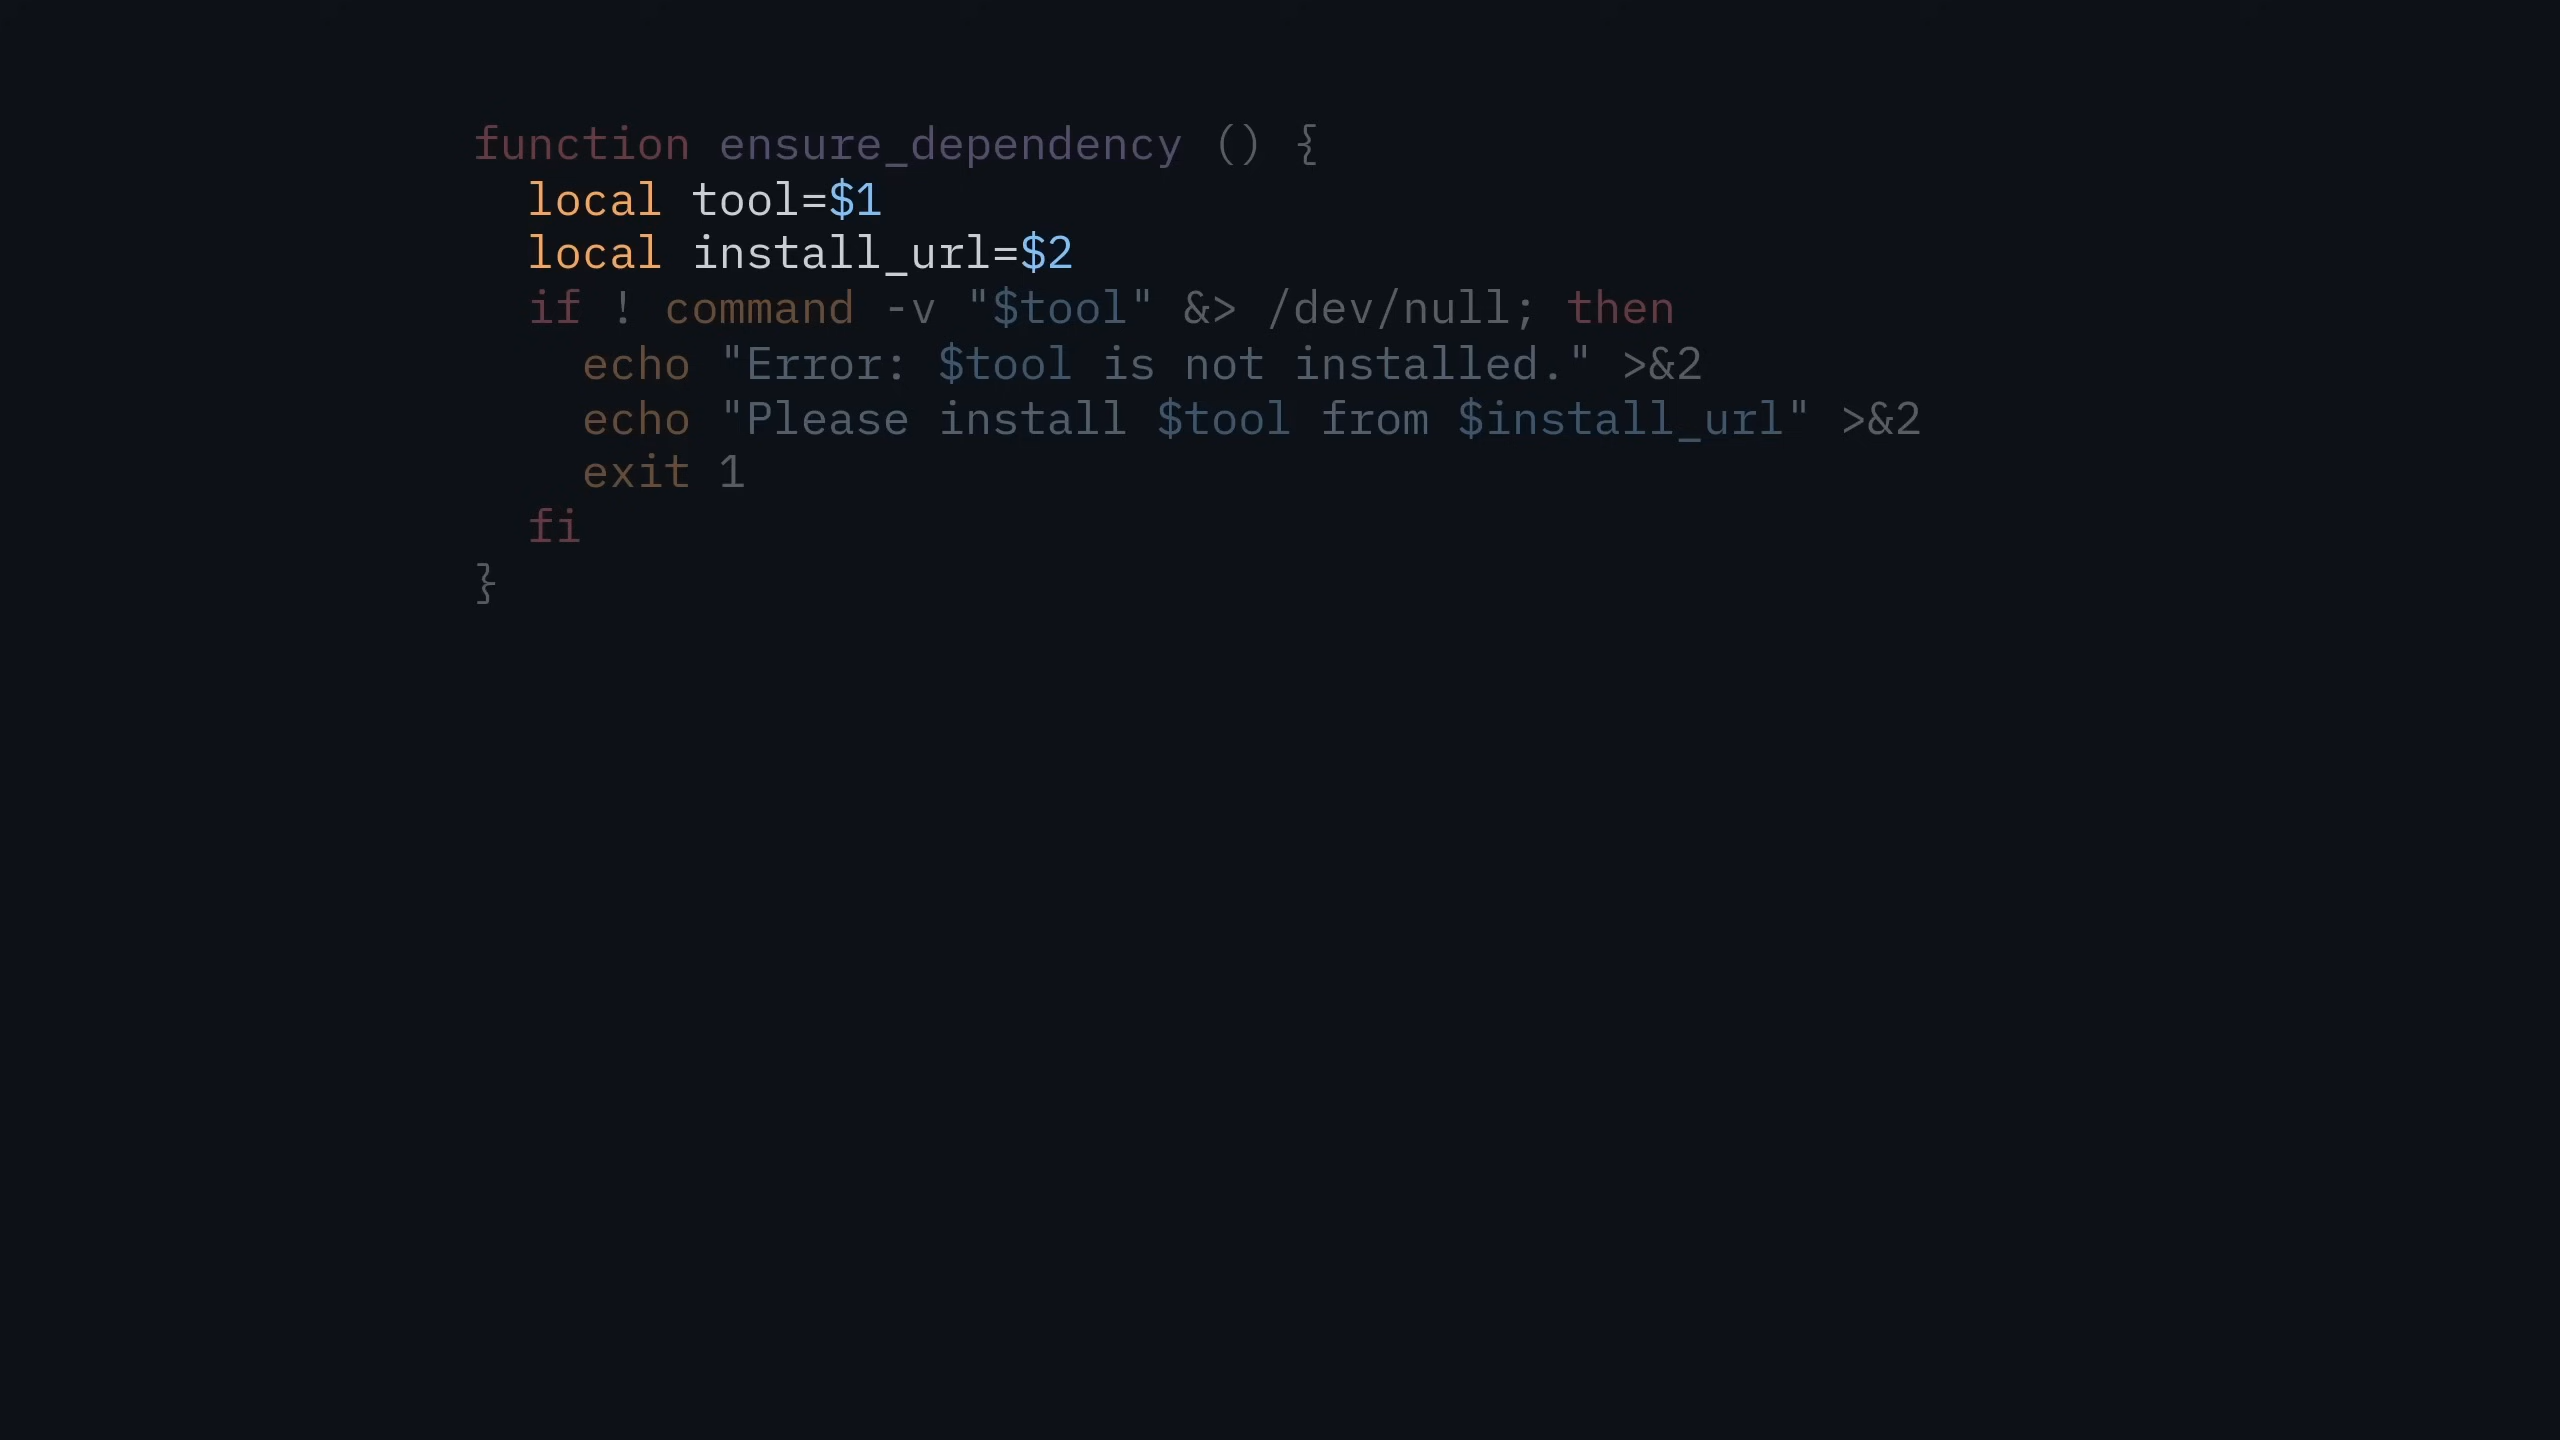 function ensure_dependency () {
  local tool=$1
  local install_url=$2
  if ! command -v "$tool" &> /dev/null; then
    echo "Error: $tool is not installed." >&2
    echo "Please install $tool from $install_url" >&2
    exit 1
  fi
}